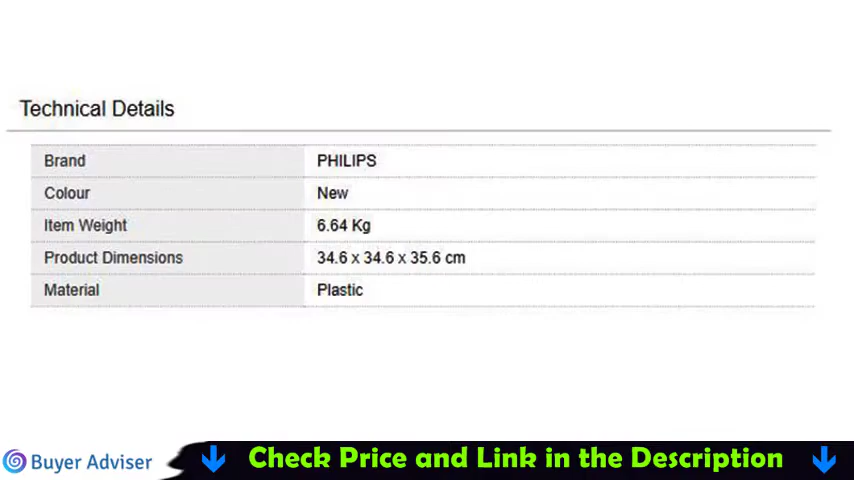 Technical Details
Brand PHILIPS
Colour New
Item Weight 6.64 Kg
Product Dimensions 34.6 x 34.6 x 35.6 cm
Material Plastic
Buyer Adviser Check Price and Link in the Description